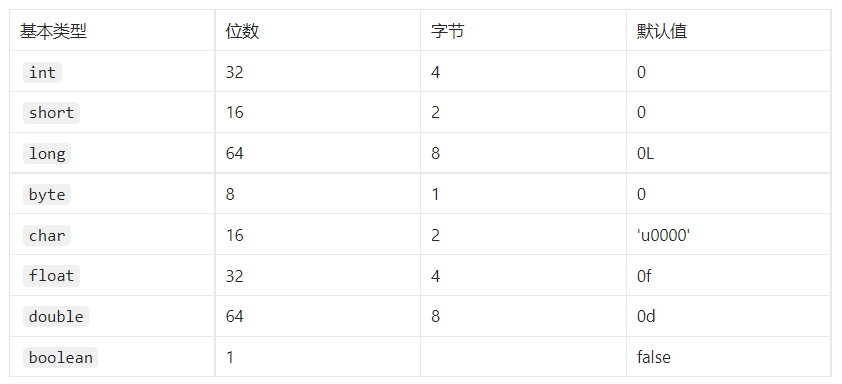 基本类型 位数 字节 默认值
int 32 4 0
short 16 2 0
long 64 8 0L
byte 8 1 0
char 16 2 'u0000'
float 32 4 0f
double 64 8 0d
boolean 1 false